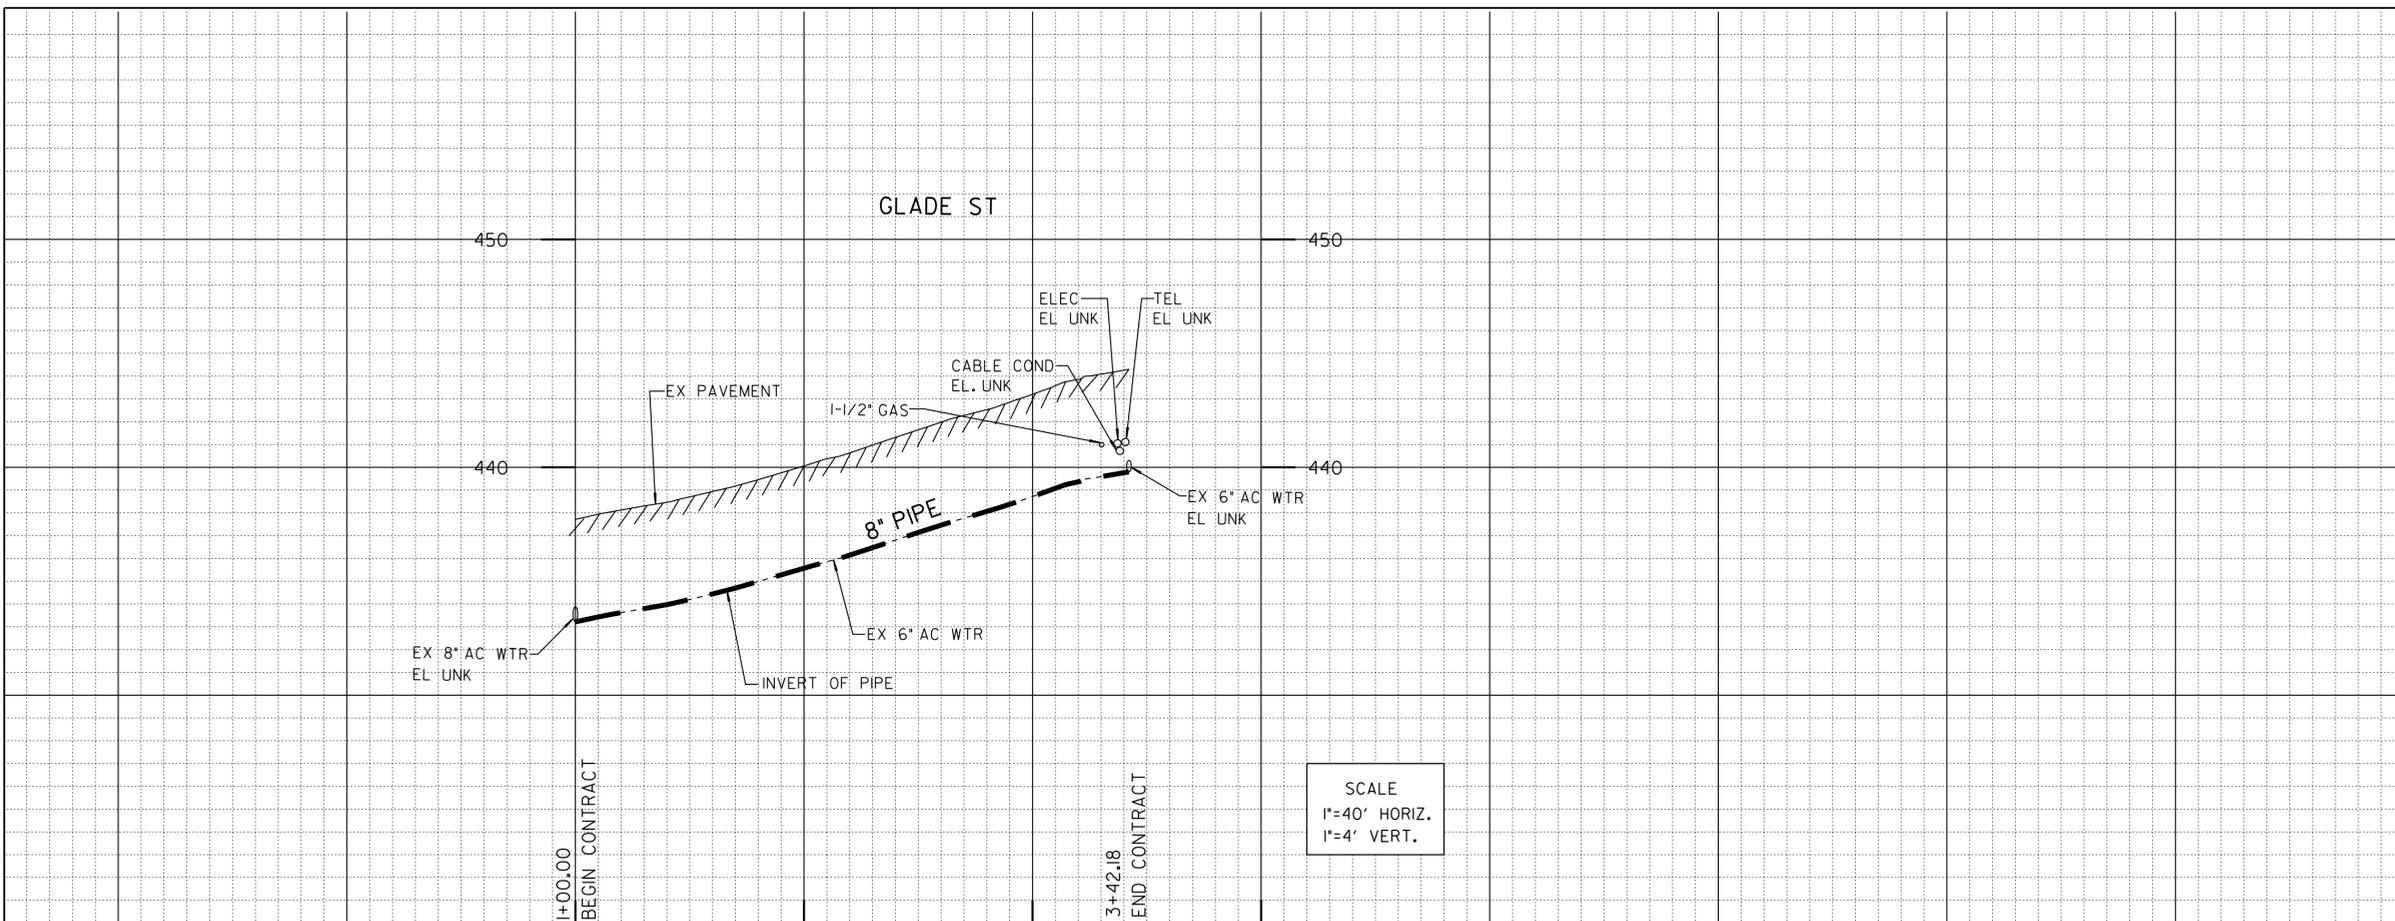 GLADE ST
450
450
ELEC
EL UNK
TEL
EL UNK
CABLE COND
EL. UNK
EX PAVEMENT
1-1/2" GAS
440
440
EX 6" AC WTR
EL UNK
8" PIPE
EX 6" AC WTR
EX 8" AC WTR
EL UNK
INVERT OF PIPE
1+00.00
BEGIN CONTRACT
3+42.18
END CONTRACT
SCALE
1"=40' HORIZ.
1"=4' VERT.